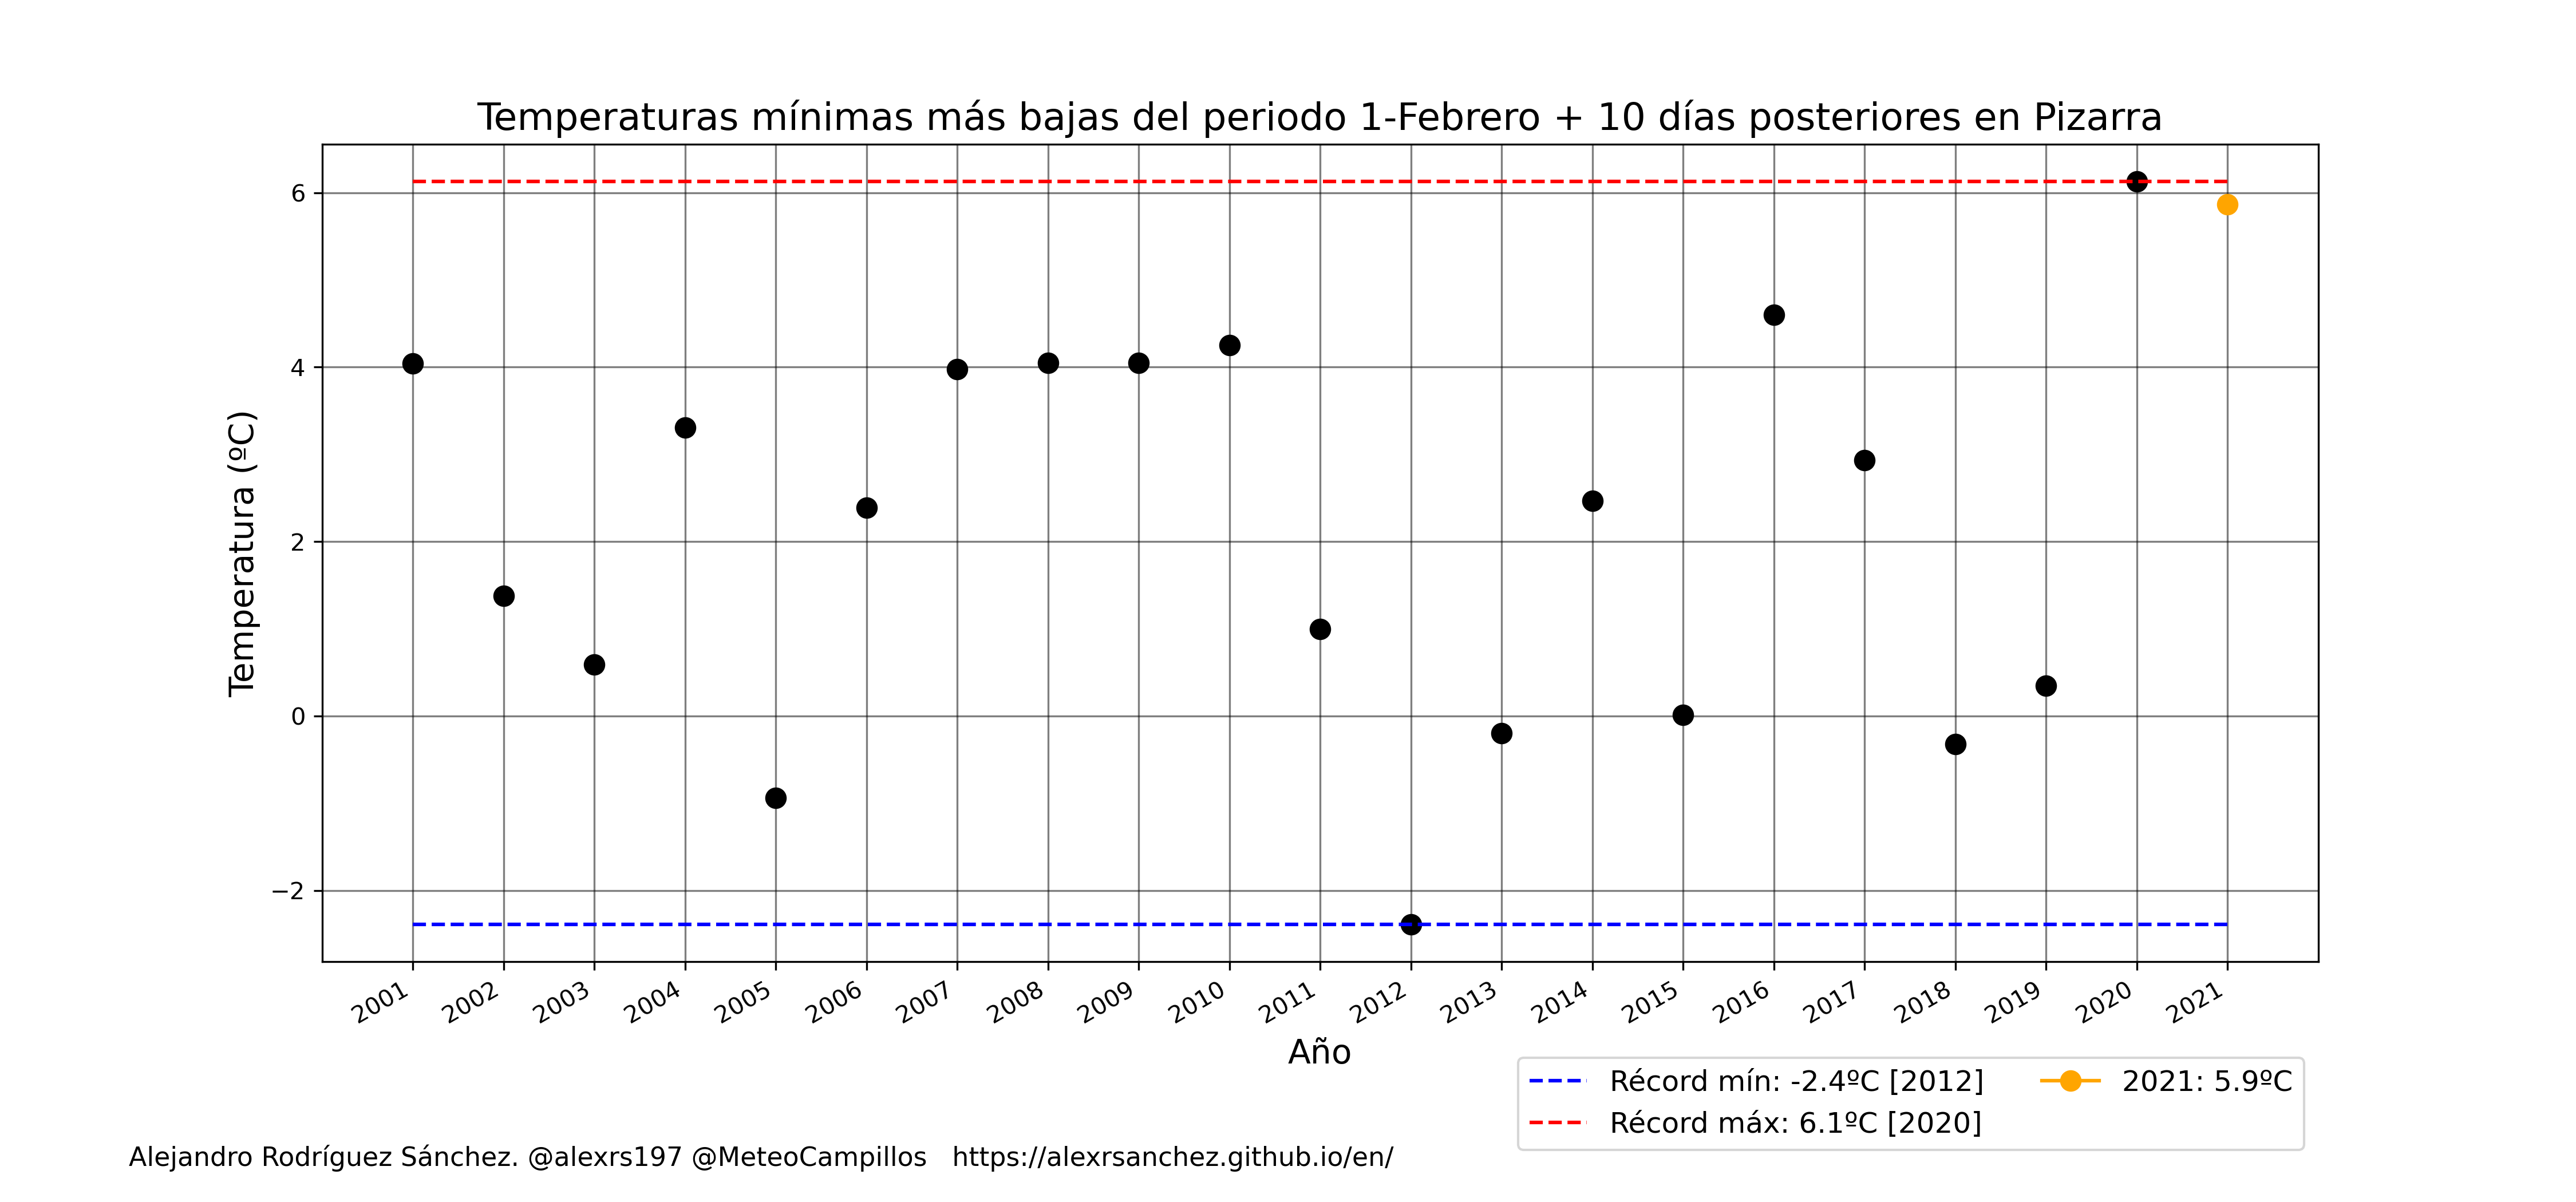 Temperaturas mínimas más bajas del periodo 1-Febrero + 10 días posteriores en Pizarra
Temperatura (ºC)
6
4
2
0
−2
2001 2002 2003 2004 2005 2006 2007 2008 2009 2010 2011 2012 2013 2014 2015 2016 2017 2018 2019 2020 2021
Año
Récord mín: -2.4ºC [2012]
Récord máx: 6.1ºC [2020]
2021: 5.9ºC
Alejandro Rodríguez Sánchez. @alexrs197 @MeteoCampillos https://alexrsanchez.github.io/en/